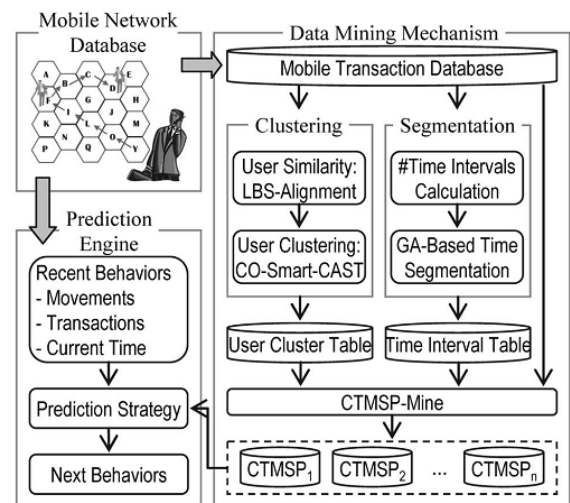 Mobile Network
Database
A
B
C
D
E
F
G
H
I
J
K
L
M
N
O
P
Q
Y
Data Mining Mechanism
Mobile Transaction Database
Clustering
User Similarity:
LBS-Alignment
User Clustering:
CO-Smart-CAST
User Cluster Table
Segmentation
#Time Intervals
Calculation
GA-Based Time
Segmentation
Time Interval Table
CTMSP-Mine
CTMSP1
CTMSP2
...
CTMSPn
Prediction
Engine
Recent Behaviors
- Movements
- Transactions
- Current Time
Prediction Strategy
Next Behaviors